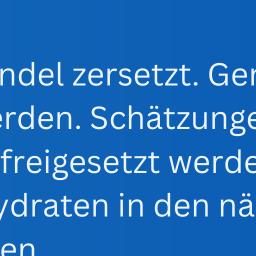 ndel zersetzt. Ger
erden. Schätzunge
freigesetzt werde
ydraten in den nä
en